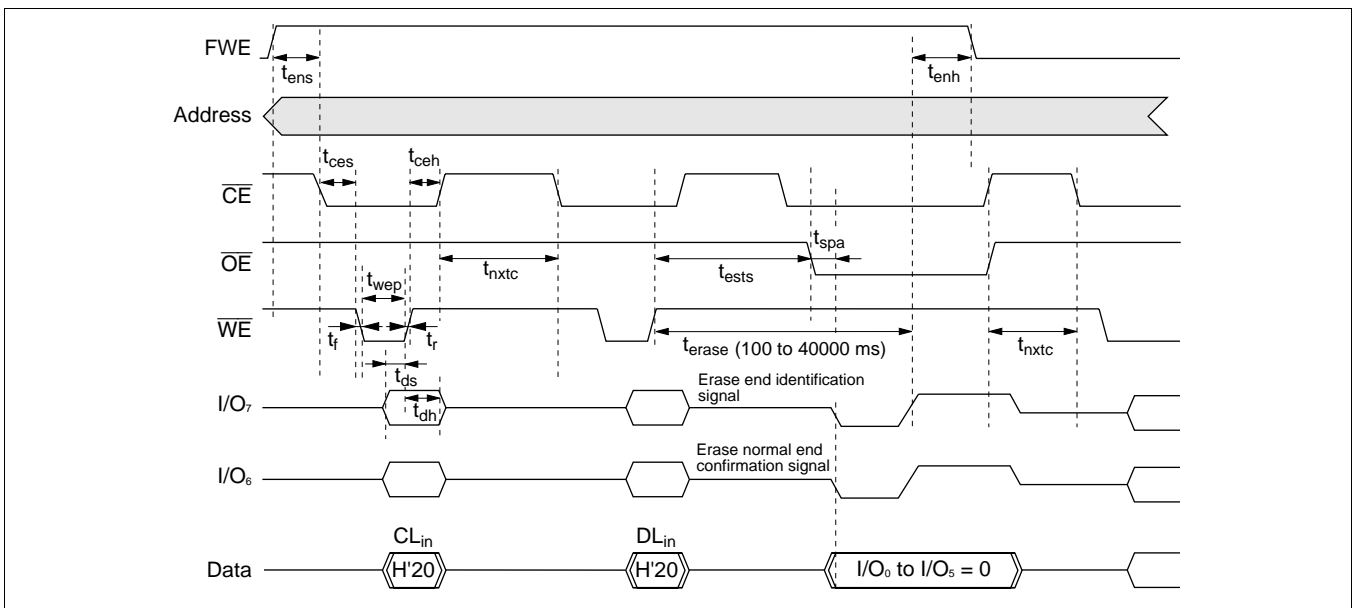 FWE
tens
tenh
Address
tces
tceh
CE
tspa
OE
tnxtc
tests
twep
WE
tf
tr
terase (100 to 40000 ms)
tnxtc
tds
Erase end identification
signal
I/O7
tdh
Erase normal end
confirmation signal
I/O6
CLin
DLin
Data
H'20
H'20
I/O0 to I/O5 = 0